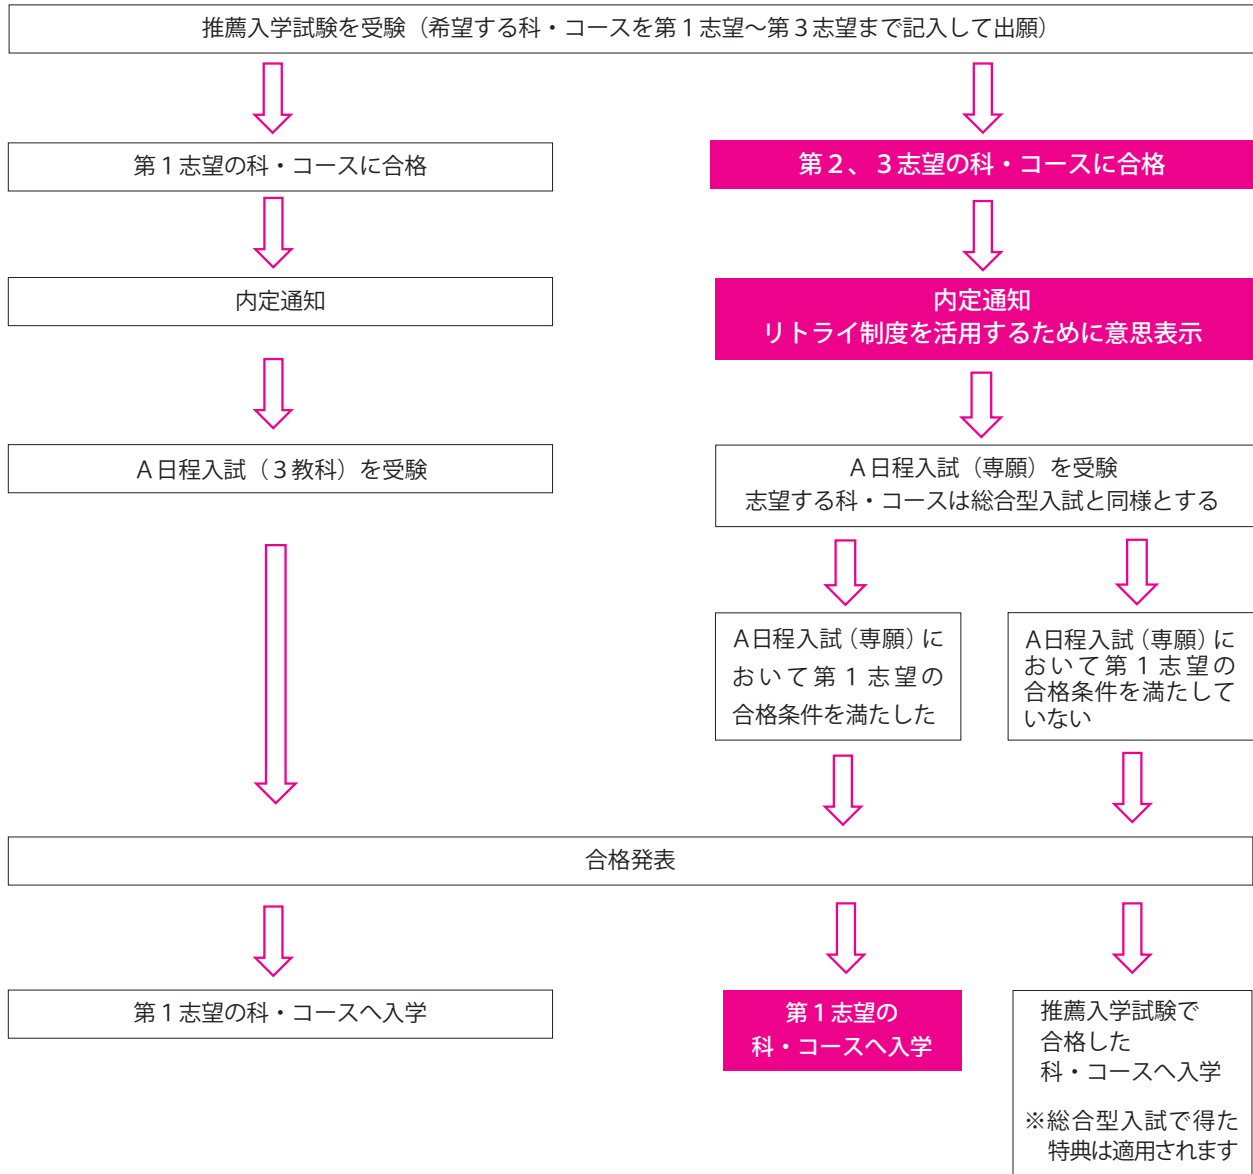 推薦入学試験を受験（希望する科・コースを第１志望～第３志望まで記入して出願）
第１志望の科・コースに合格
第２、３志望の科・コースに合格
内定通知
内定通知
リトライ制度を活用するために意思表示
Ａ日程入試（３教科）を受験
Ａ日程入試（専願）を受験
志望する科・コースは総合型入試と同様とする
Ａ日程入試（専願）に
おいて第１志望の
合格条件を満たした
Ａ日程入試（専願）に
おいて第１志望の
合格条件を満たして
いない
合格発表
第１志望の科・コースへ入学
第１志望の
科・コースへ入学
推薦入学試験で
合格した
科・コースへ入学
※総合型入試で得た
特典は適用されます